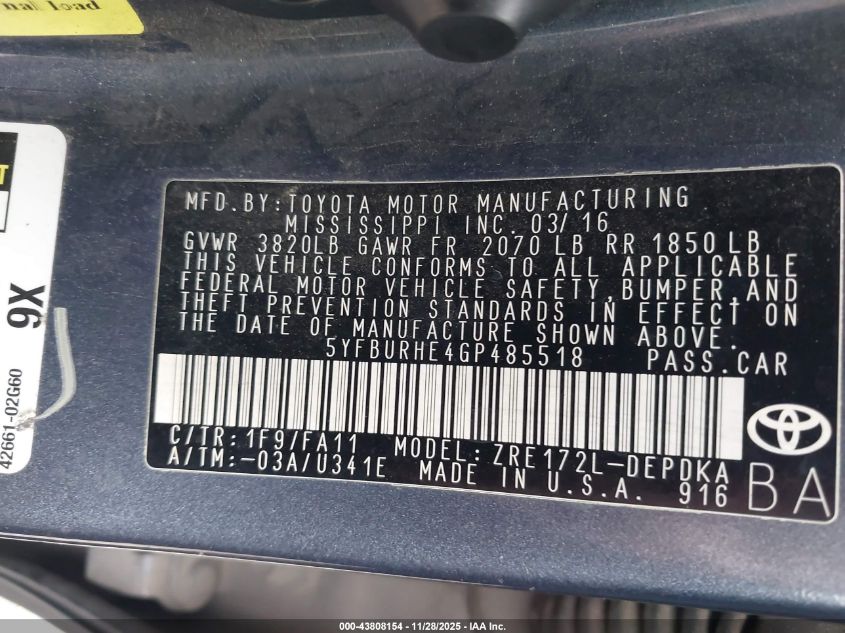 nal Load
T
9X
42661-02G60
MFD.BY:TOYOTA MOTOR MANUFACTURING
MISSISSIPPI INC. 03/16
GVWR 3820LB GAWR FR 2070 LB RR 1850LB
THIS VEHICLE CONFORMS TO ALL APPLICABLE
FEDERAL MOTOR VEHICLE SAFETY,BUMPER,AND
THEFT PREVENTION STANDARDS IN EFFECT ON
THE DATE OF MANUFACTURE SHOWN ABOVE.
5YFBURHE4GP485518 PASS.CAR
C/TR:1F9/FA11 MODEL:ZRE172L-DEPDKA
A/TM:-03A/U341E MADE IN U.S.A. 916
BA
000-43808154 - 11/28/2025 - IAA Inc.